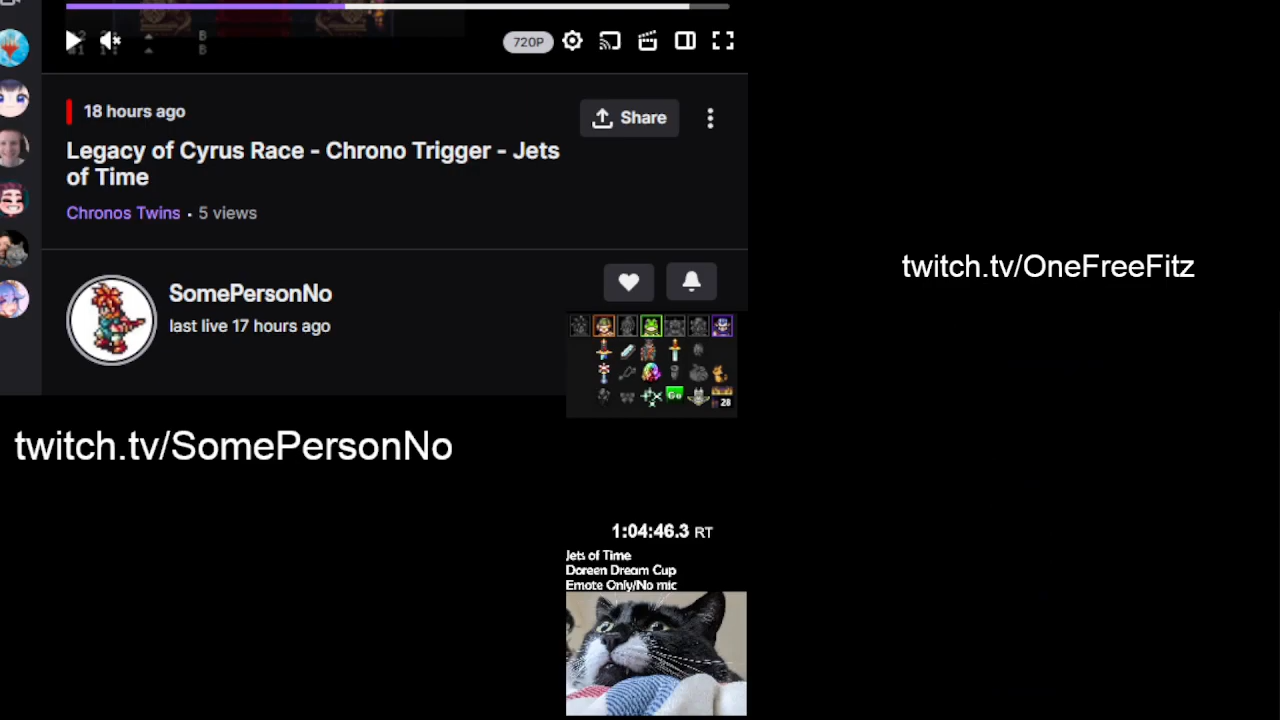 720P
18 hours ago
Share
Legacy of Cyrus Race - Chrono Trigger - Jets
of Time
Chronos Twins · 5 views
SomePersonNo
last live 17 hours ago
twitch.tv/OneFreeFitz
Go
28
twitch.tv/SomePersonNo
1:04:46.3 RT
Jets of Time
Doreen Dream Cup
Emote Only/No mic